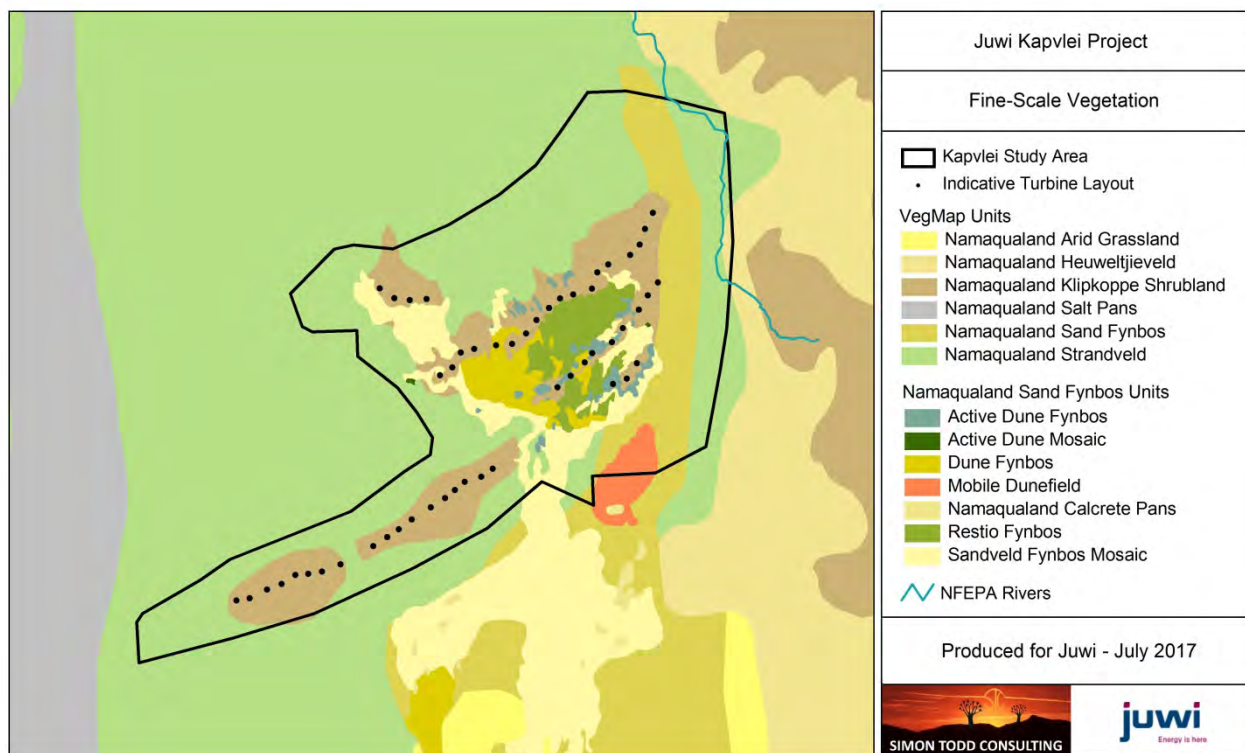 Juwi Kapvlei Project
Fine-Scale Vegetation
Kapvlei Study Area
Indicative Turbine Layout
VegMap Units
Namaqualand Arid Grassland
Namaqualand Heuweltjieveld
Namaqualand Klipkoppe Shrubland
Namaqualand Salt Pans
Namaqualand Sand Fynbos
Namaqualand Strandveld
Namaqualand Sand Fynbos Units
Active Dune Fynbos
Active Dune Mosaic
Dune Fynbos
Mobile Dunefield
Namaqualand Calcrete Pans
Restio Fynbos
Sandveld Fynbos Mosaic
NFEPA Rivers
Produced for Juwi - July 2017
SIMON TODD CONSULTING
juwi
Energy is here